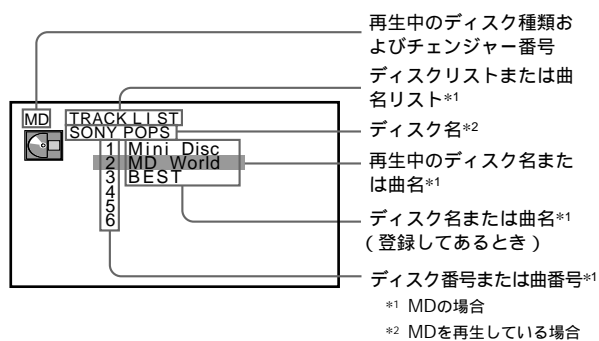 再生中のディスク種類お
よびチェンジャー番号
ディスクリストまたは曲
名リスト*1
ディスク名*2
再生中のディスク名また
は曲名*1
ディスク名または曲名*1
(登録してあるとき)
ディスク番号または曲番号*1
*1 MDの場合
*2 MDを再生している場合
MD
TRACK LIST
SONY POPS
1 Mini Disc
2 MD World
3 BEST
4
5
6